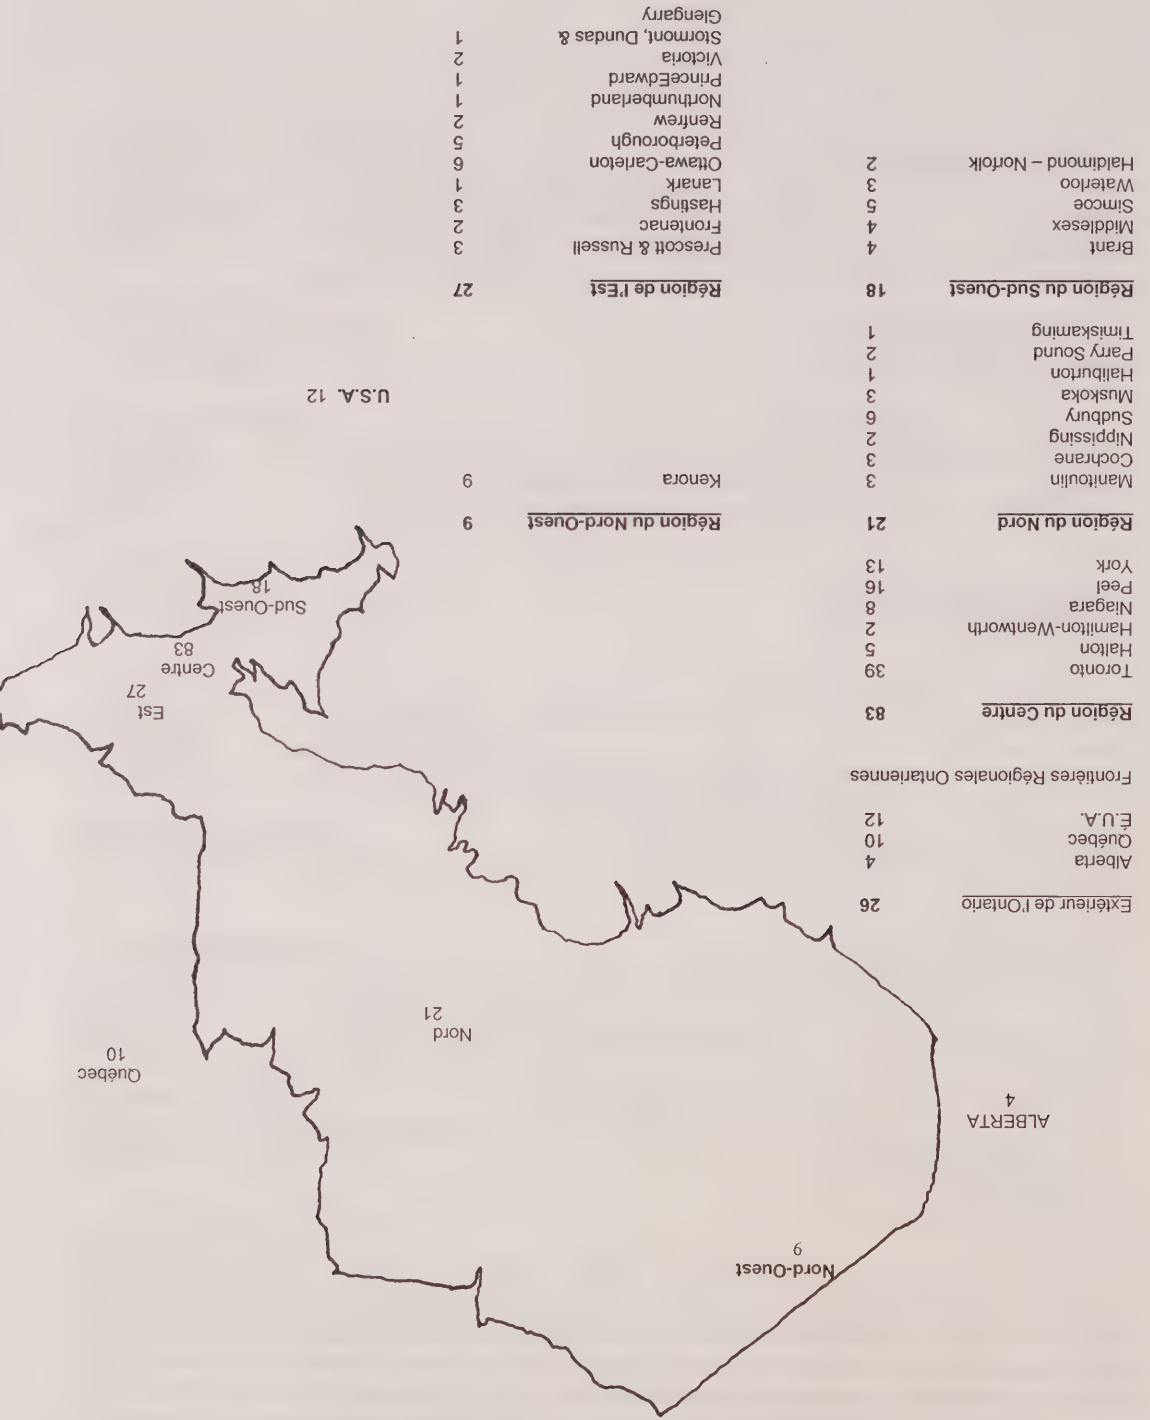 Nord-Ouest
9
ALBERTA
4
Québec
10
Nord
21
Extérieur de l'Ontario 26
Alberta 4
Québec 10
É.U.A. 12
Frontières Régionales Ontariennes
Est
27
Centre
83
Sud-Ouest
18
Région du Centre 83
Toronto 39
Halton 5
Hamilton-Wentworth 2
Niagara 8
Peel 16
York 13
Région du Nord 21
Manitoulin 3
Cochrane 3
Nippissing 2
Sudbury 6
Muskoka 3
Haliburton 1
Parry Sound 2
Timiskaming 1
Région du Sud-Ouest 18
Brant 4
Middlesex 4
Simcoe 5
Waterloo 3
Haldimond – Norfolk 2
Région du Nord-Ouest 9
Kenora 9
U.S.A. 12
Région de l'Est 27
Prescott & Russell 3
Frontenac 2
Hastings 3
Lanark 1
Ottawa-Carleton 6
Peterborough 5
Renfrew 2
Northumberland 1
PrinceEdward 1
Victoria 2
Stormont, Dundas & 1
Glengarry